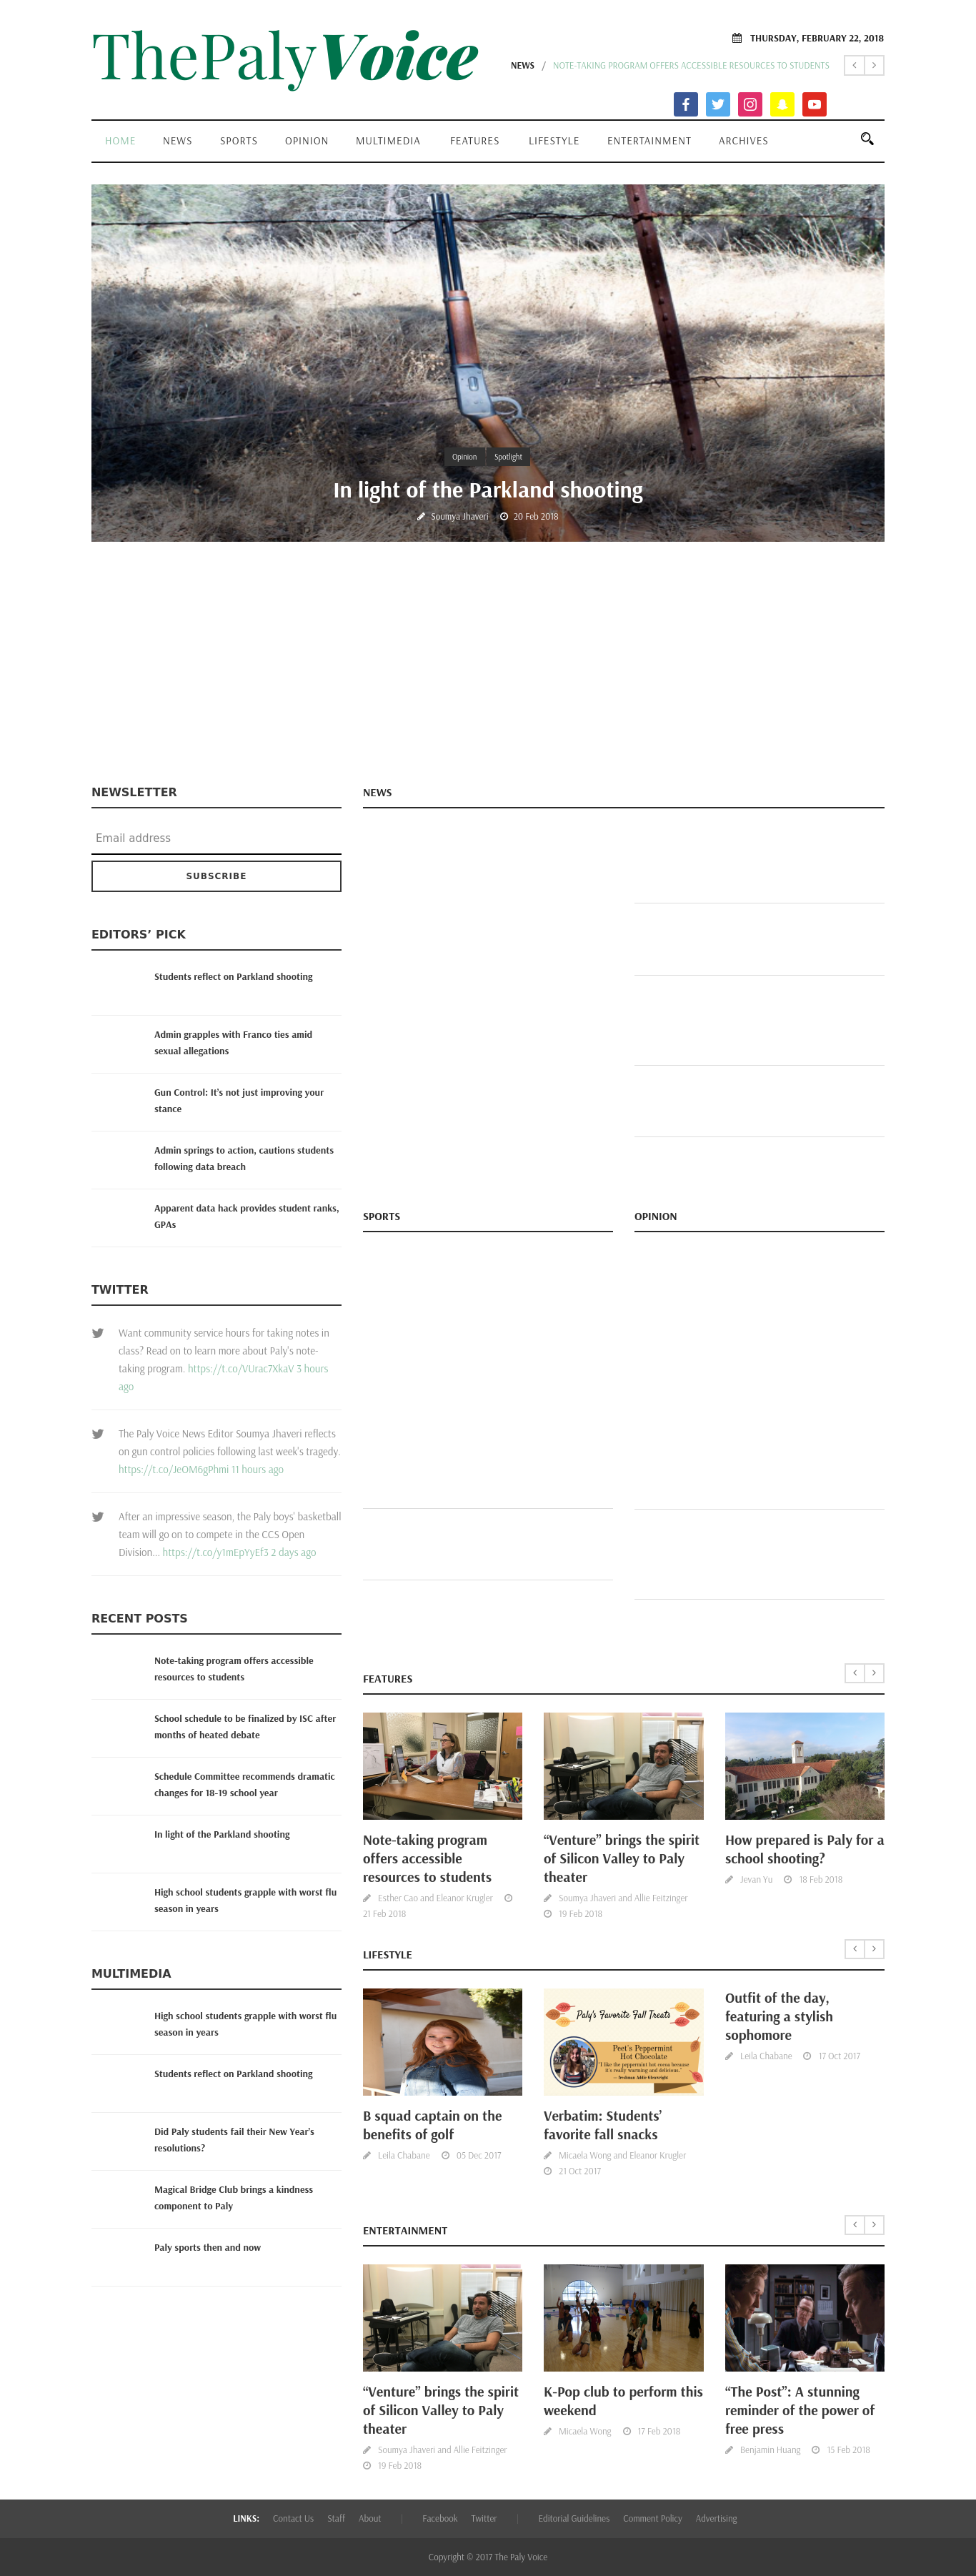 ThePalyVoice
THURSDAY, FEBRUARY 22, 2018
NEWS / NOTE-TAKING PROGRAM OFFERS ACCESSIBLE RESOURCES TO STUDENTS
HOME NEWS SPORTS OPINION MULTIMEDIA FEATURES LIFESTYLE ENTERTAINMENT ARCHIVES
Opinion Spotlight
In light of the Parkland shooting
Soumya Jhaveri 20 Feb 2018
NEWSLETTER
Email address
SUBSCRIBE
EDITORS’ PICK
Students reflect on Parkland shooting
Admin grapples with Franco ties amid
sexual allegations
Gun Control: It's not just improving your
stance
Admin springs to action, cautions students
following data breach
Apparent data hack provides student ranks,
GPAs
TWITTER
Want community service hours for taking notes in
class? Read on to learn more about Paly's note-
taking program. https://t.co/VUrac7XkaV 3 hours
ago
The Paly Voice News Editor Soumya Jhaveri reflects
on gun control policies following last week's tragedy.
https://t.co/JeOM6gPhmi 11 hours ago
After an impressive season, the Paly boys' basketball
team will go on to compete in the CCS Open
Division... https://t.co/y1mEpYyEf3 2 days ago
RECENT POSTS
Note-taking program offers accessible
resources to students
School schedule to be finalized by ISC after
months of heated debate
Schedule Committee recommends dramatic
changes for 18-19 school year
In light of the Parkland shooting
High school students grapple with worst flu
season in years
MULTIMEDIA
High school students grapple with worst flu
season in years
Students reflect on Parkland shooting
Did Paly students fail their New Year's
resolutions?
Magical Bridge Club brings a kindness
component to Paly
Paly sports then and now
NEWS
SPORTS
OPINION
FEATURES
Note-taking program
offers accessible
resources to students
Esther Cao and Eleanor Krugler
21 Feb 2018
“Venture” brings the spirit
of Silicon Valley to Paly
theater
Soumya Jhaveri and Allie Feitzinger
19 Feb 2018
How prepared is Paly for a
school shooting?
Jevan Yu 18 Feb 2018
LIFESTYLE
B squad captain on the
benefits of golf
Leila Chabane 05 Dec 2017
Paly's Favorite Fall Treats
Peet's Peppermint
Hot Chocolate
Verbatim: Students’
favorite fall snacks
Micaela Wong and Eleanor Krugler
21 Oct 2017
Outfit of the day,
featuring a stylish
sophomore
Leila Chabane 17 Oct 2017
ENTERTAINMENT
“Venture” brings the spirit
of Silicon Valley to Paly
theater
Soumya Jhaveri and Allie Feitzinger
19 Feb 2018
K-Pop club to perform this
weekend
Micaela Wong 17 Feb 2018
“The Post”: A stunning
reminder of the power of
free press
Benjamin Huang 15 Feb 2018
LINKS: Contact Us Staff About | Facebook Twitter | Editorial Guidelines Comment Policy Advertising
Copyright © 2017 The Paly Voice